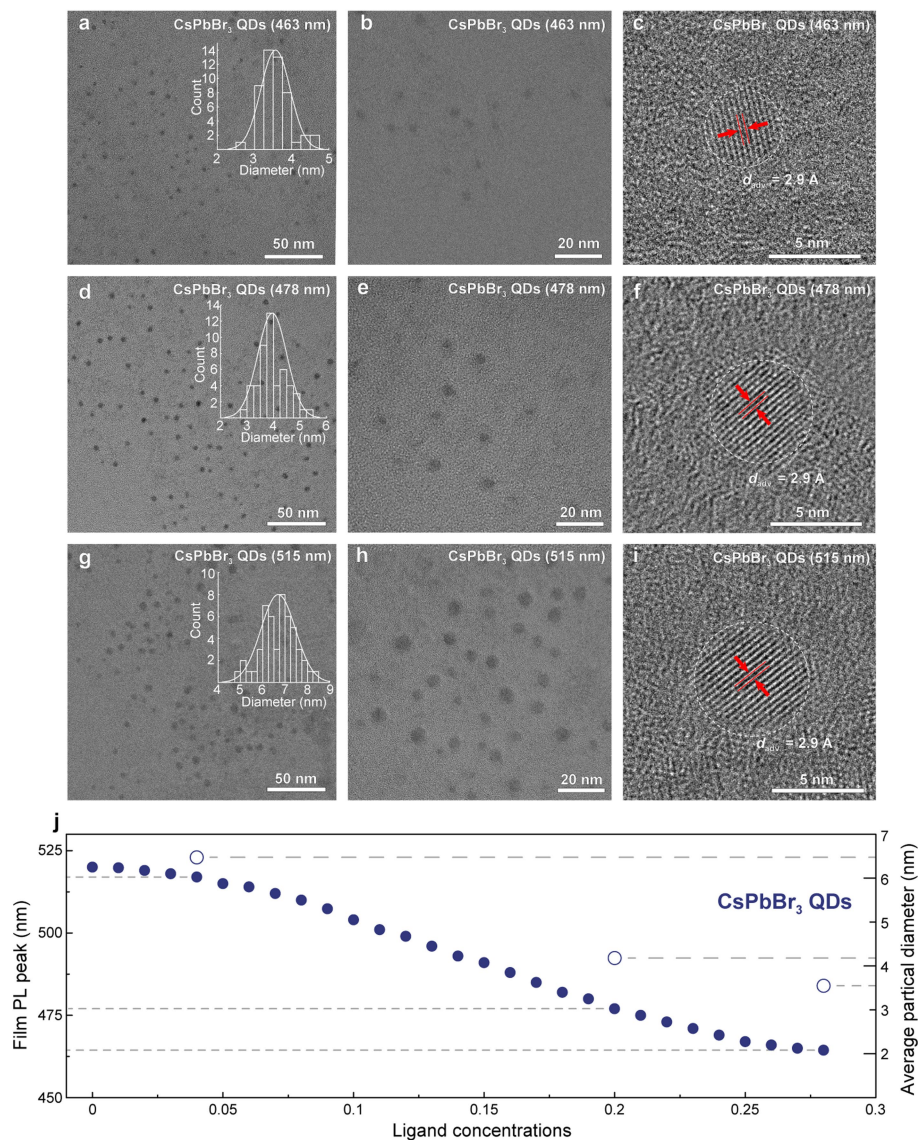 a
CsPbBr₃ QDs (463 nm)
14
12
10
8
6
4
2
Count
2 3 4 5
Diameter (nm)
50 nm
b
CsPbBr₃ QDs (463 nm)
20 nm
c
CsPbBr₃ QDs (463 nm)
dadv. = 2.9 A
5 nm
d
CsPbBr₃ QDs (478 nm)
14
12
10
8
6
4
2
Count
2 3 4 5 6
Diameter (nm)
50 nm
e
CsPbBr₃ QDs (478 nm)
20 nm
f
CsPbBr₃ QDs (478 nm)
dadv. = 2.9 A
5 nm
g
CsPbBr₃ QDs (515 nm)
10
8
6
4
2
Count
4 5 6 7 8 9
Diameter (nm)
50 nm
h
CsPbBr₃ QDs (515 nm)
20 nm
i
CsPbBr₃ QDs (515 nm)
dadv. = 2.9 A
5 nm
j
525
500
475
450
Film PL peak (nm)
CsPbBr₃ QDs
7
6
5
4
3
2
Average partical diameter (nm)
0 0.05 0.1 0.15 0.2 0.25 0.3
Ligand concentrations